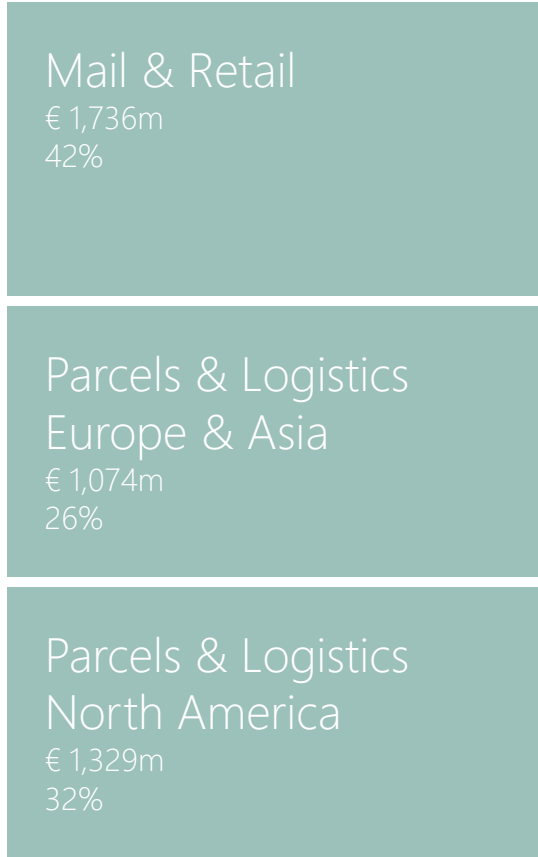 Mail & Retail
€ 1,736m
42%
Parcels & Logistics
Europe & Asia
€ 1,074m
26%
Parcels & Logistics
North America
€ 1,329m
32%